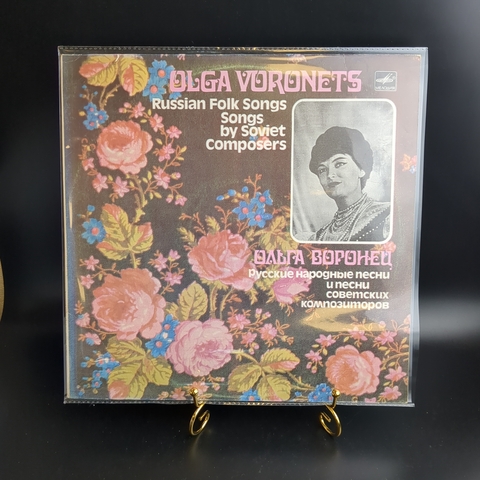 OLGA VORONETS
Russian Folk Songs
Songs
by Soviet
Composers
ОЛЬГА ВОРОНЕЦ
Русские народные песни
и песни
советских
композиторов